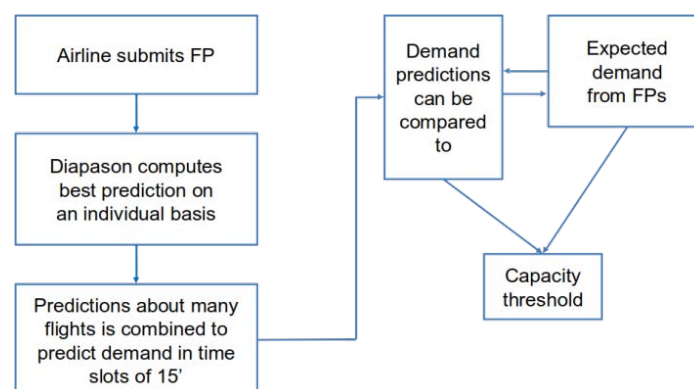 Airline submits FP
Diapason computes
best prediction on
an individual basis
Predictions about many
flights is combined to
predict demand in time
slots of 15'
Demand
predictions
can be
compared
to
Expected
demand
from FPs
Capacity
threshold